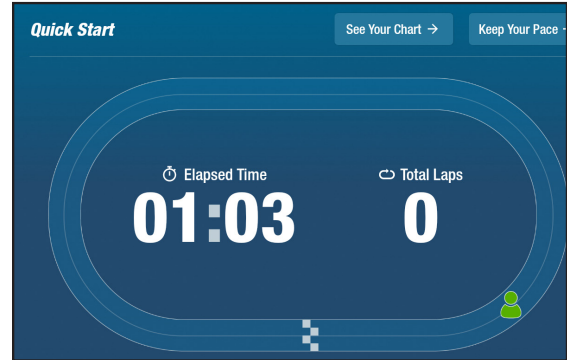 Quick Start
See Your Chart →
Keep Your Pace
Elapsed Time
Total Laps
01:03
0